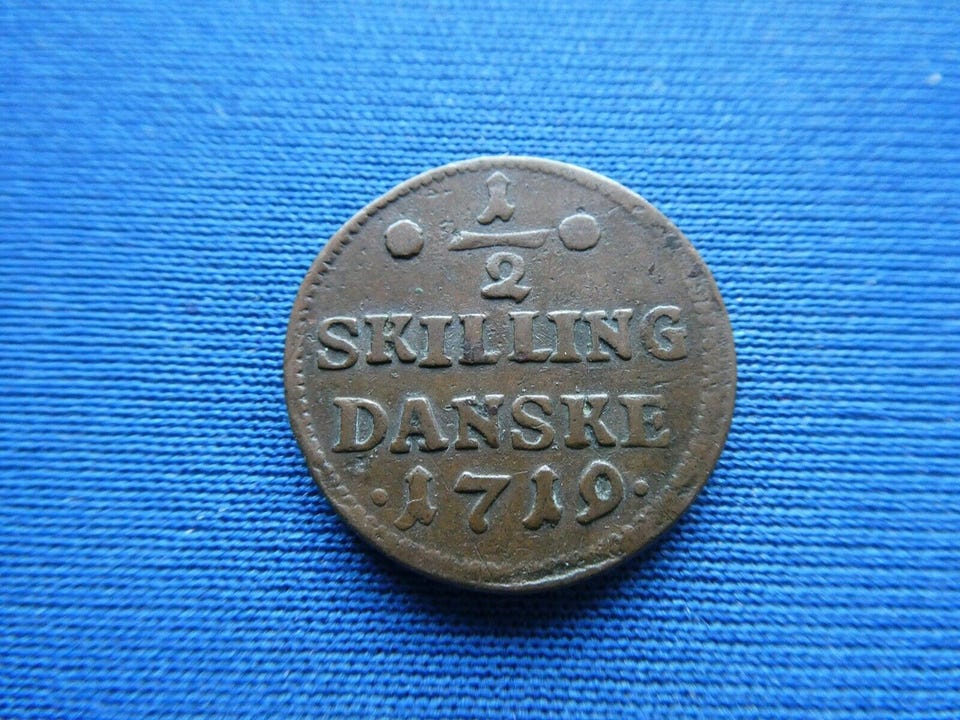 1
2
SKILLING
DANSKE
·1719·